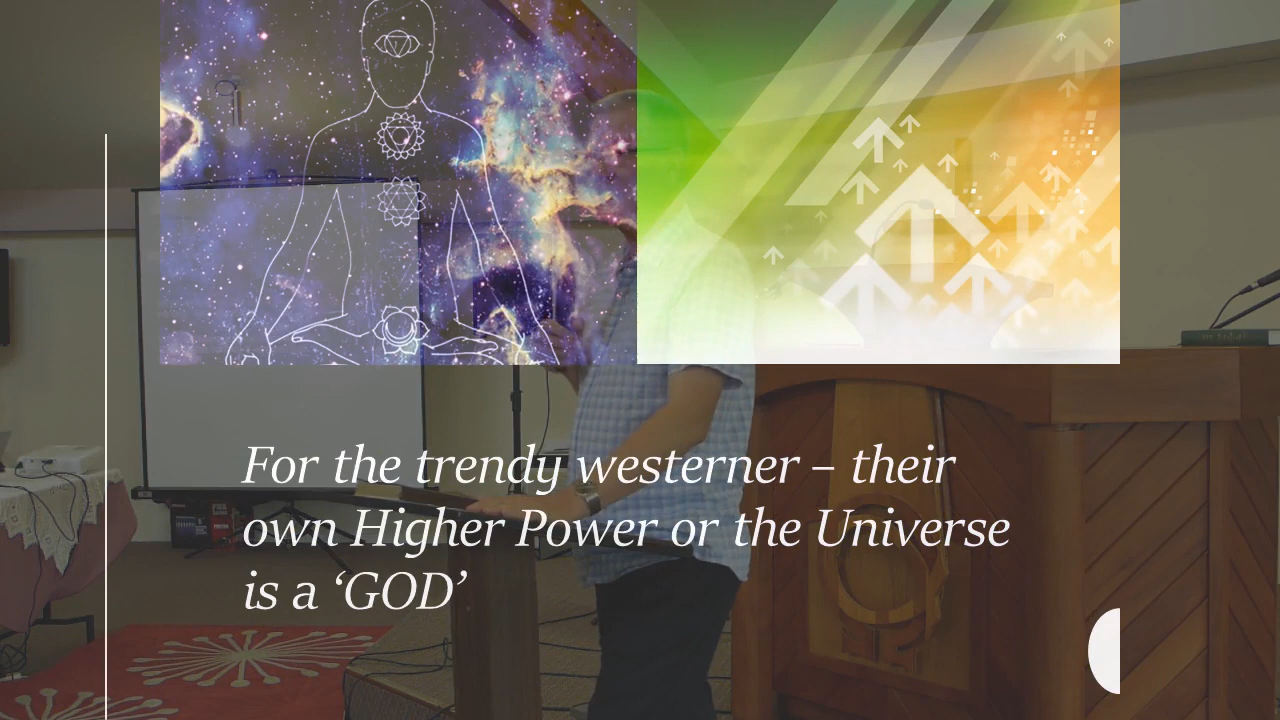 For the trendy westerner – their
own Higher Power or the Universe
is a ‘GOD’